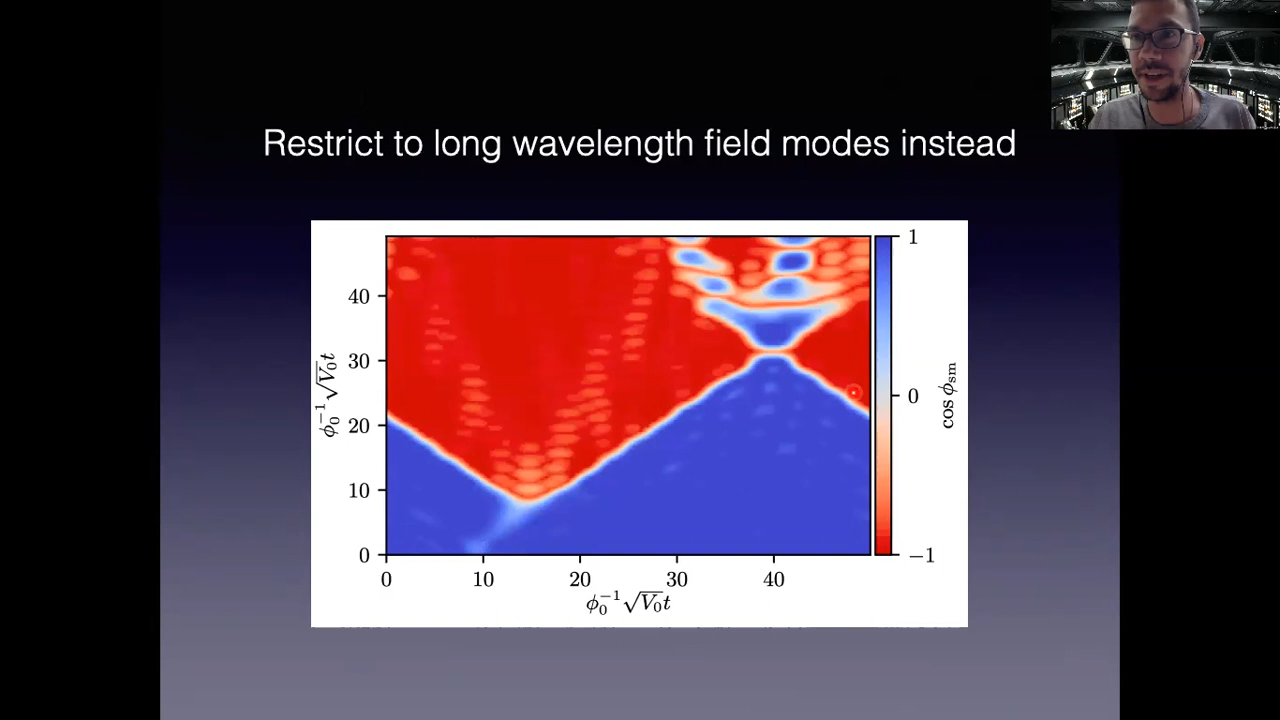 Restrict to long wavelength field modes instead
1
40
30
20
10
0
0
−1
ϕ₀⁻¹√V₀t
cos ϕ_sm
0 10 20 30 40
ϕ₀⁻¹√V₀t